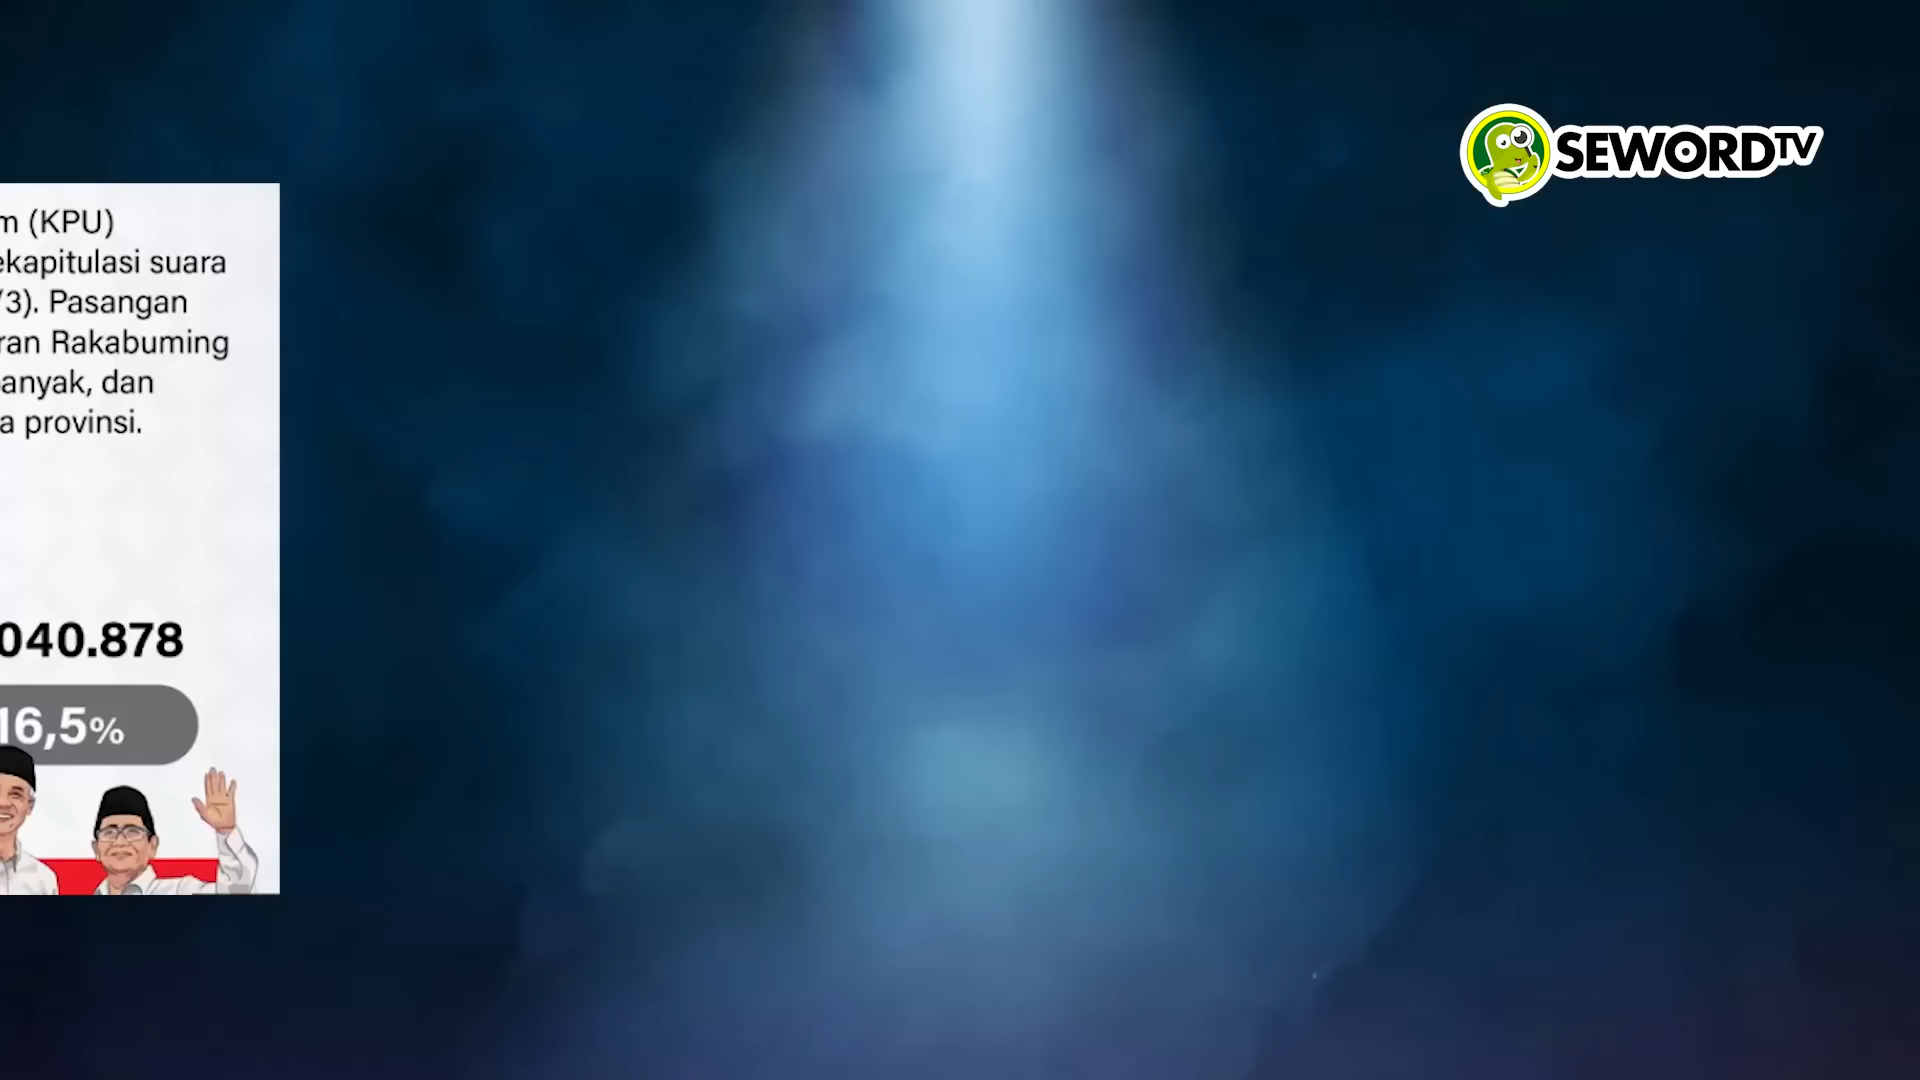 SEWORDTV
m (KPU)
ekapitulasi suara
/3). Pasangan
ran Rakabuming
anyak, dan
a provinsi.
040.878
16,5%